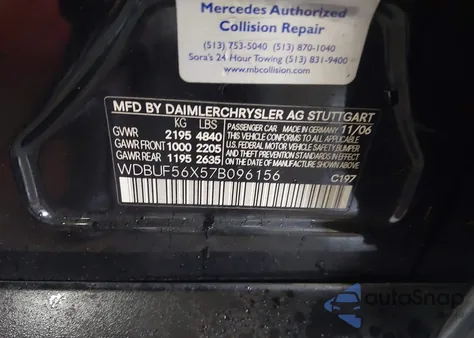 Mercedes Authorized
Collision Repair
(513) 753-5040 (513) 870-1040
Sora's 24 Hour Towing (513) 831-9400
www.mbcollision.com
MFD BY DAIMLERCHRYSLER AG STUTTGART
KG LBS
GVWR 2195 4840
GAWR FRONT 1000 2205
GAWR REAR 1195 2635
PASSENGER CAR MADE IN GERMANY 11/06
THIS VEHICLE CONFORMS TO ALL APPLICABLE
U.S. FEDERAL MOTOR VEHICLE SAFETY BUMPER
AND THEFT PREVENTION STANDARDS IN EFFECT ON
THE DATE OF MANUFACTURE SHOWN ABOVE
WDBUF56X57B096156
C197
autoSnap